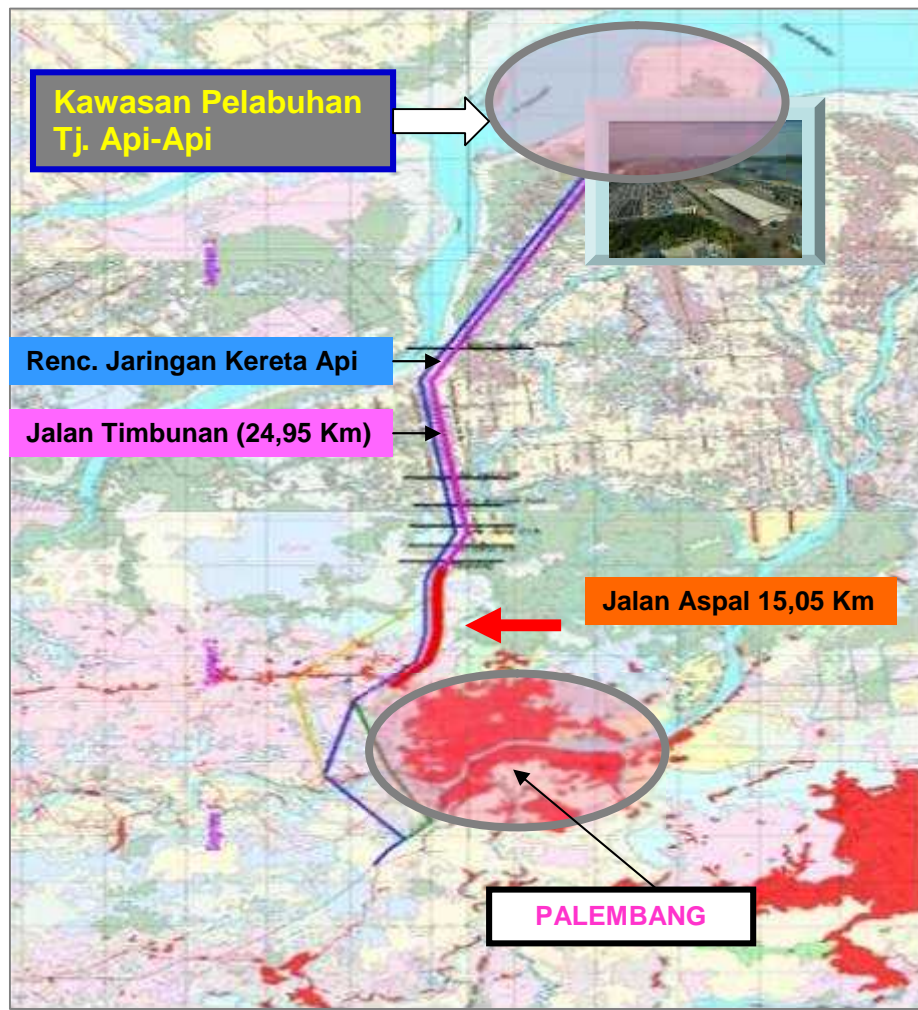 Kawasan Pelabuhan
Tj. Api-Api
Renc. Jaringan Kereta Api
Jalan Timbunan (24,95 Km)
Jalan Aspal 15,05 Km
PALEMBANG